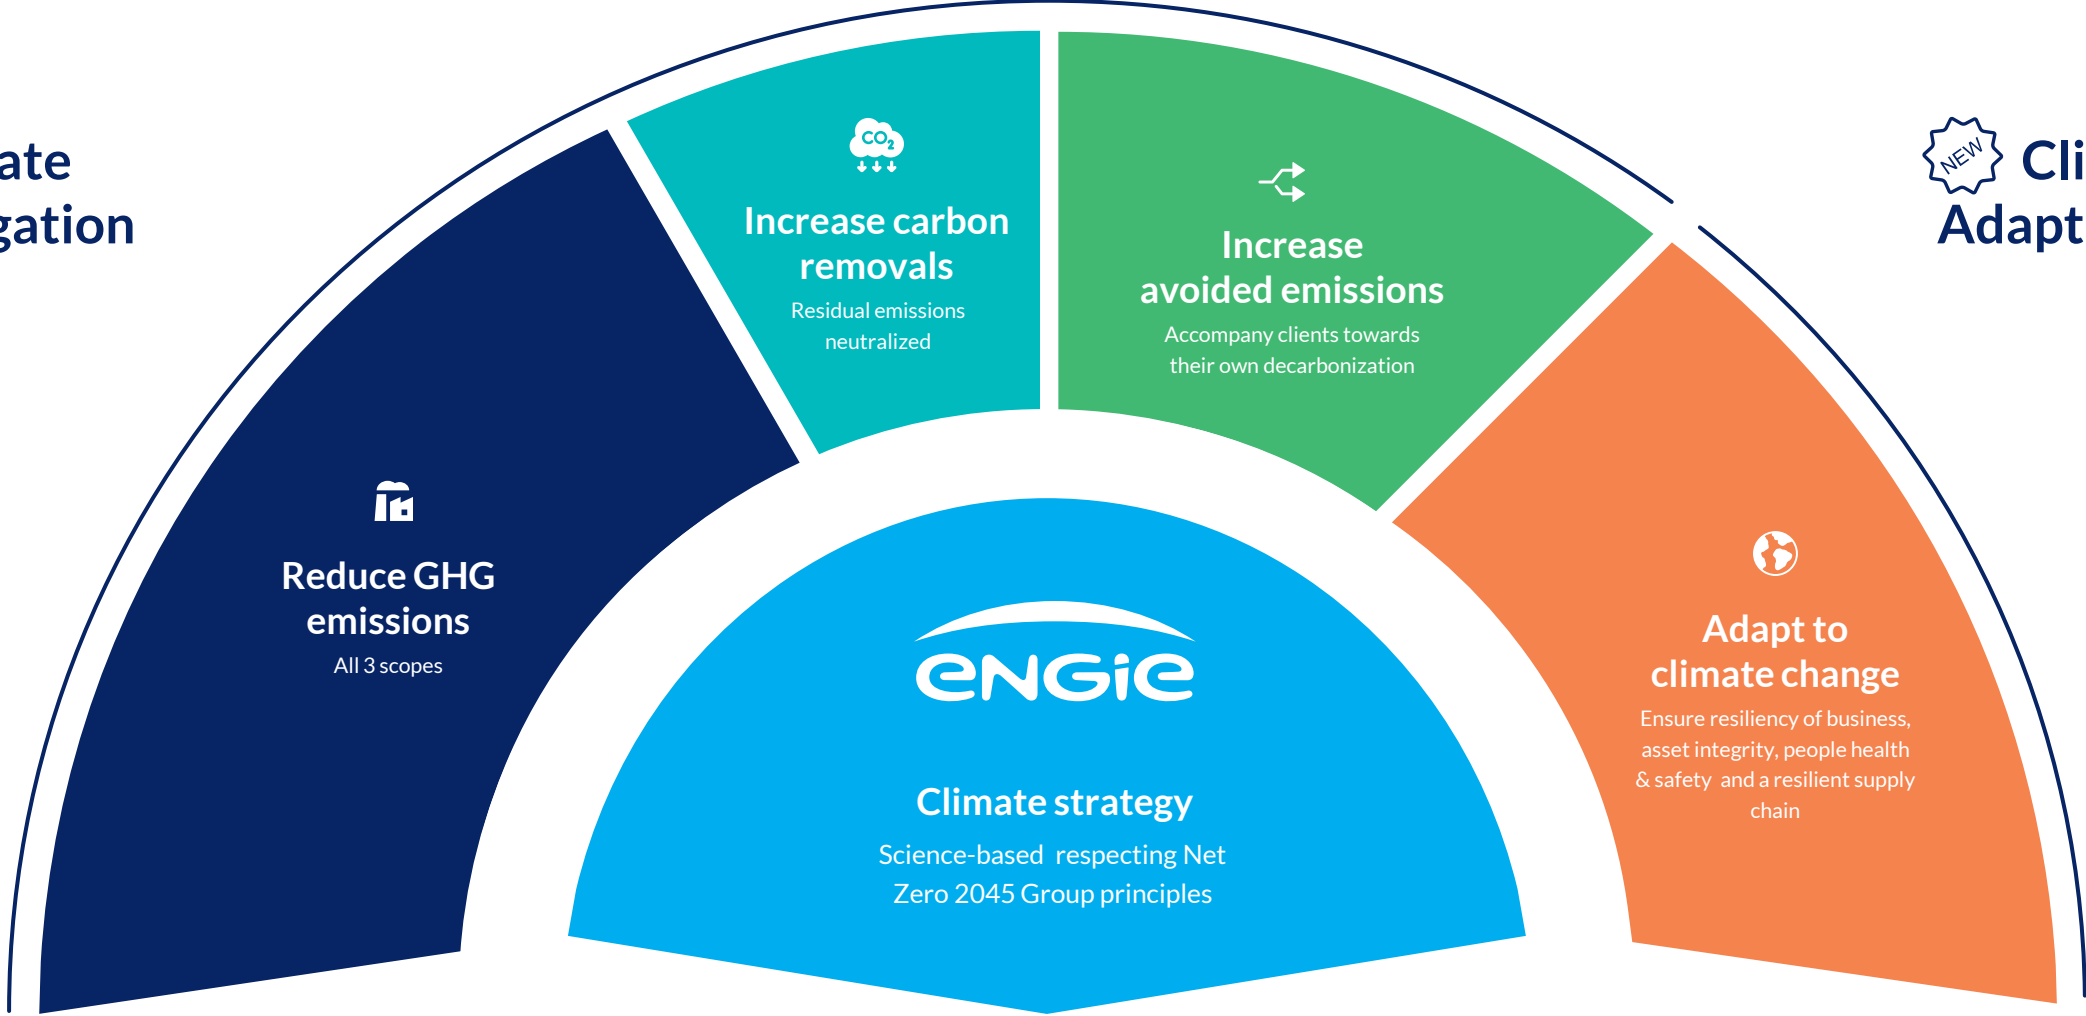 ate
gation
CO2
Increase carbon
removals
Residual emissions
neutralized
Increase
avoided emissions
Accompany clients towards
their own decarbonization
NEW
Cli
Adapt
Reduce GHG
emissions
All 3 scopes
Adapt to
climate change
Ensure resiliency of business,
asset integrity, people health
& safety and a resilient supply
chain
ENGIE
Climate strategy
Science-based respecting Net
Zero 2045 Group principles